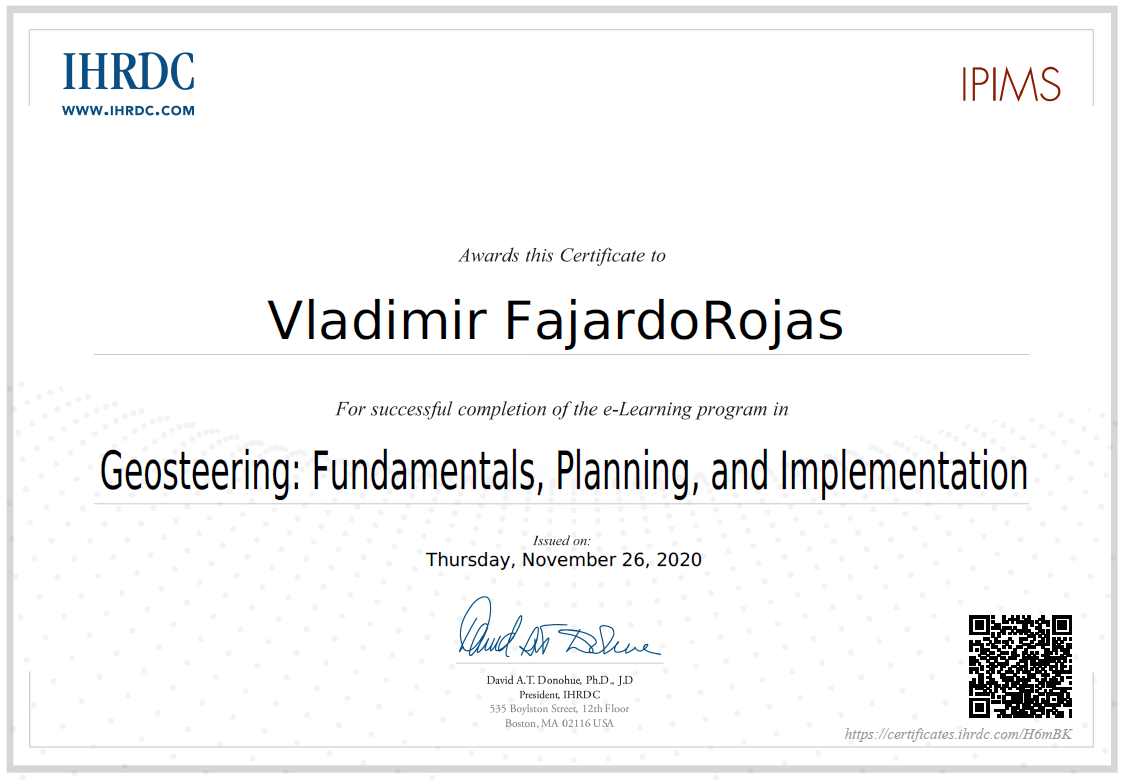 IHRDC
WWW.IHRDC.COM
IPIMS
Awards this Certificate to
Vladimir FajardoRojas
For successful completion of the e-Learning program in
Geosteering: Fundamentals, Planning, and Implementation
Issued on:
Thursday, November 26, 2020
David A.T. Donohue
David A.T. Donohue, Ph.D., J.D
President, IHRDC
535 Boylston Street, 12th Floor
Boston, MA 02116 USA
https://certificates.ihrdc.com/H6mBK